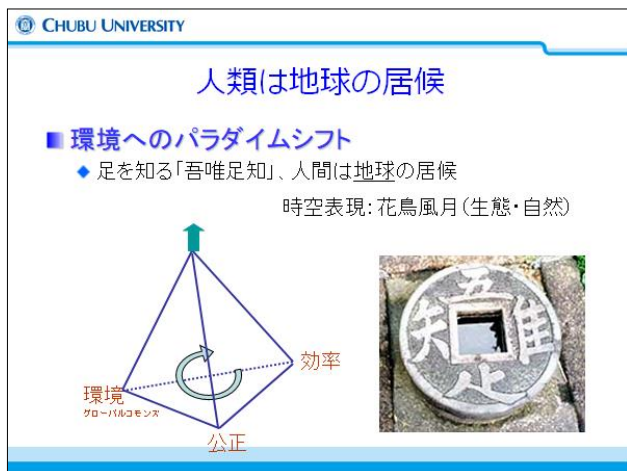 CHUBU UNIVERSITY
人類は地球の居候
環境へのパラダイムシフト
足を知る「吾唯足知」、人間は地球の居候
時空表現:花鳥風月(生態・自然)
効率
環境
グローバルコモンズ
公正
五
隹
止
矢